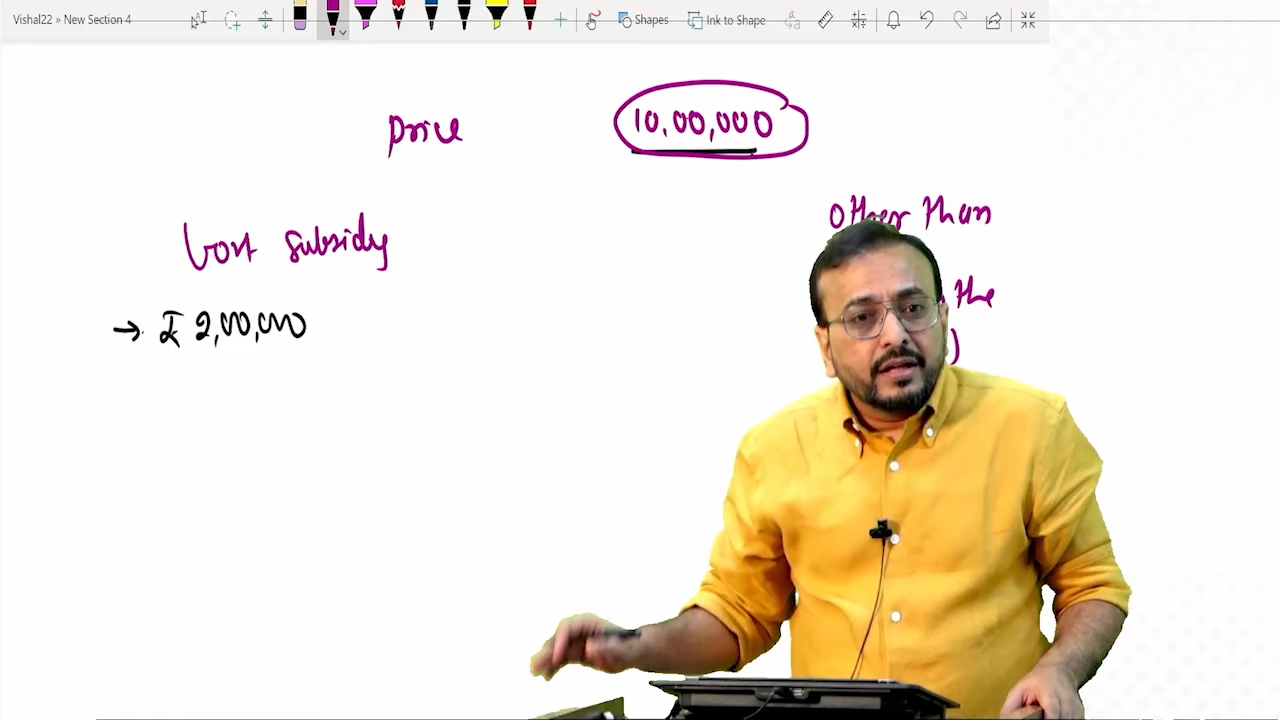 Vishal22 » New Section 4
Shapes
Ink to Shape
Price 10,00,000
Govt Subsidy
→ ₹ 2,00,000
Other than
the
)